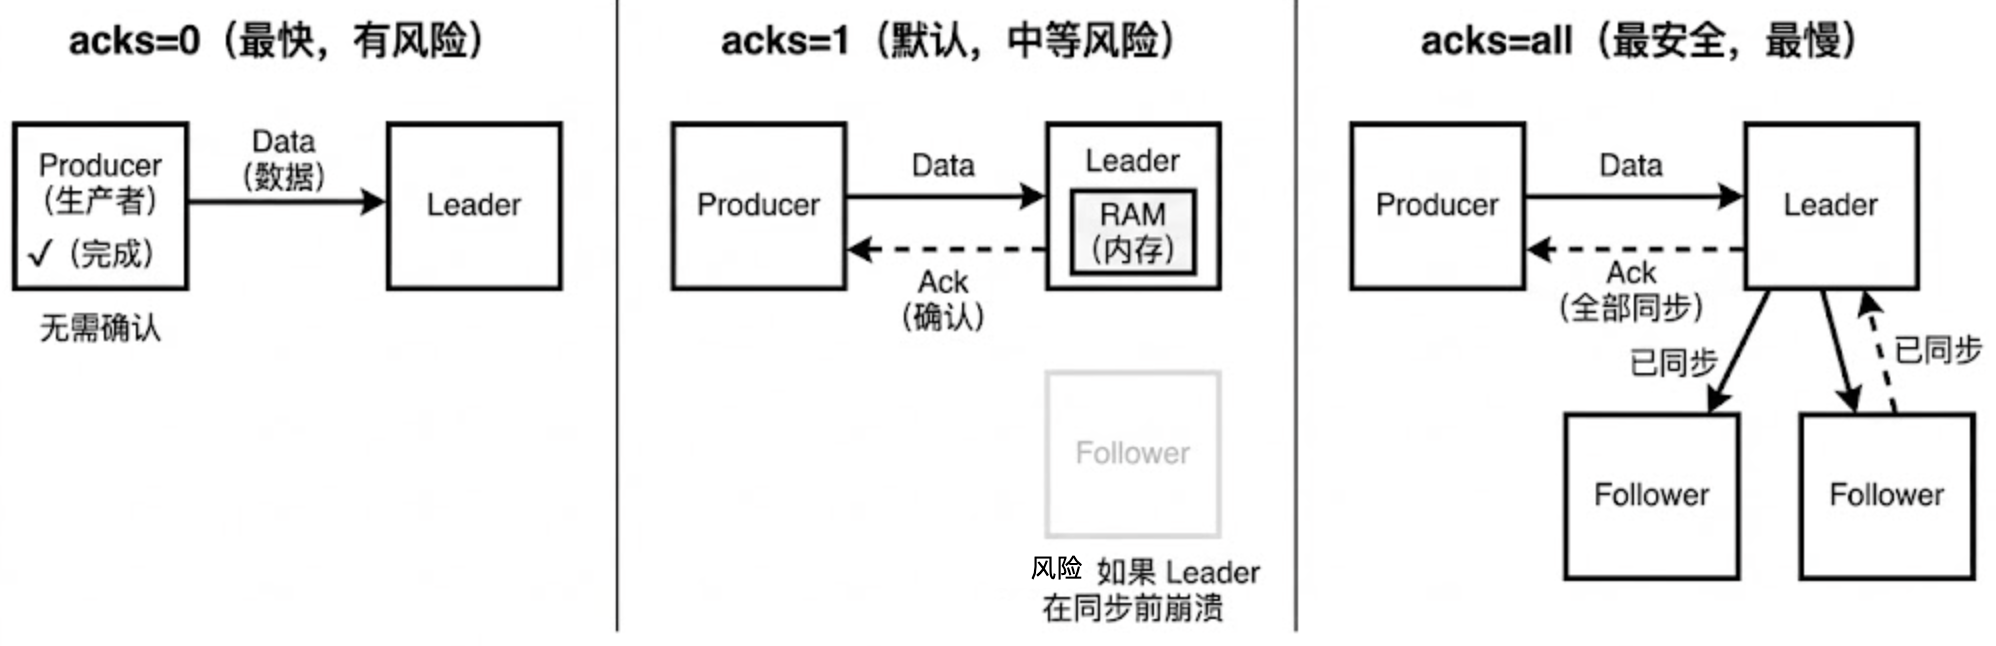 acks=0（最快，有风险）
Producer
（生产者）
✓（完成）
无需确认
Data
（数据）
Leader
acks=1（默认，中等风险）
Producer
Data
Ack
（确认）
Leader
RAM
（内存）
Follower
风险 如果 Leader
在同步前崩溃
acks=all（最安全，最慢）
Producer
Data
Ack
（全部同步）
Leader
已同步
已同步
Follower
Follower